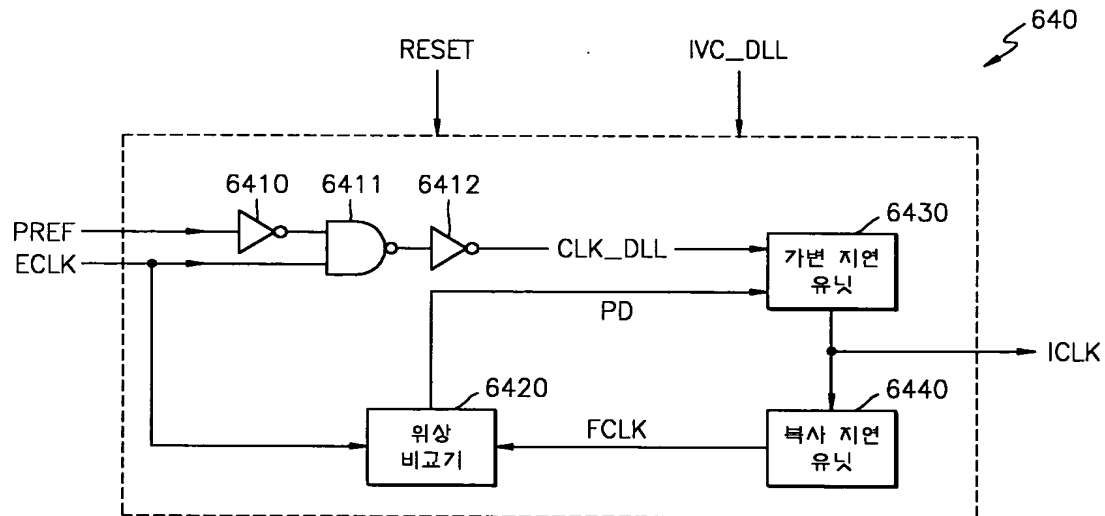 640
RESET
IVC_DLL
6410
6411
6412
PREF
ECLK
CLK_DLL
6430
가변 지연
유닛
PD
ICLK
6420
위상
비교기
FCLK
6440
복사 지연
유닛